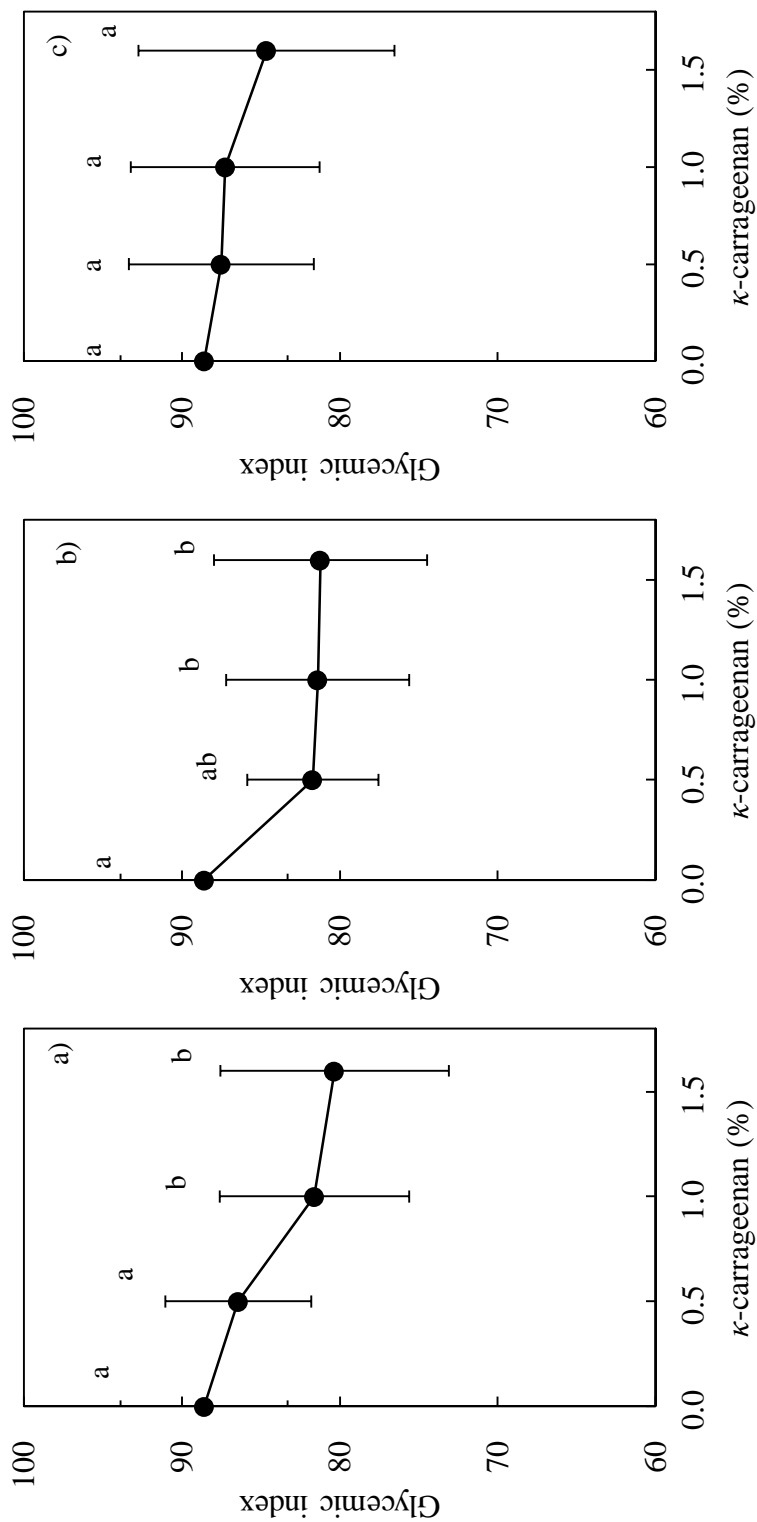 100
90
80
70
60
Glycemic index
a)
a
a
b
b
0.0 0.5 1.0 1.5
κ-carrageenan (%)
100
90
80
70
60
Glycemic index
b)
a
ab
b
b
0.0 0.5 1.0 1.5
κ-carrageenan (%)
100
90
80
70
60
Glycemic index
c)
a
a
a
a
0.0 0.5 1.0 1.5
κ-carrageenan (%)